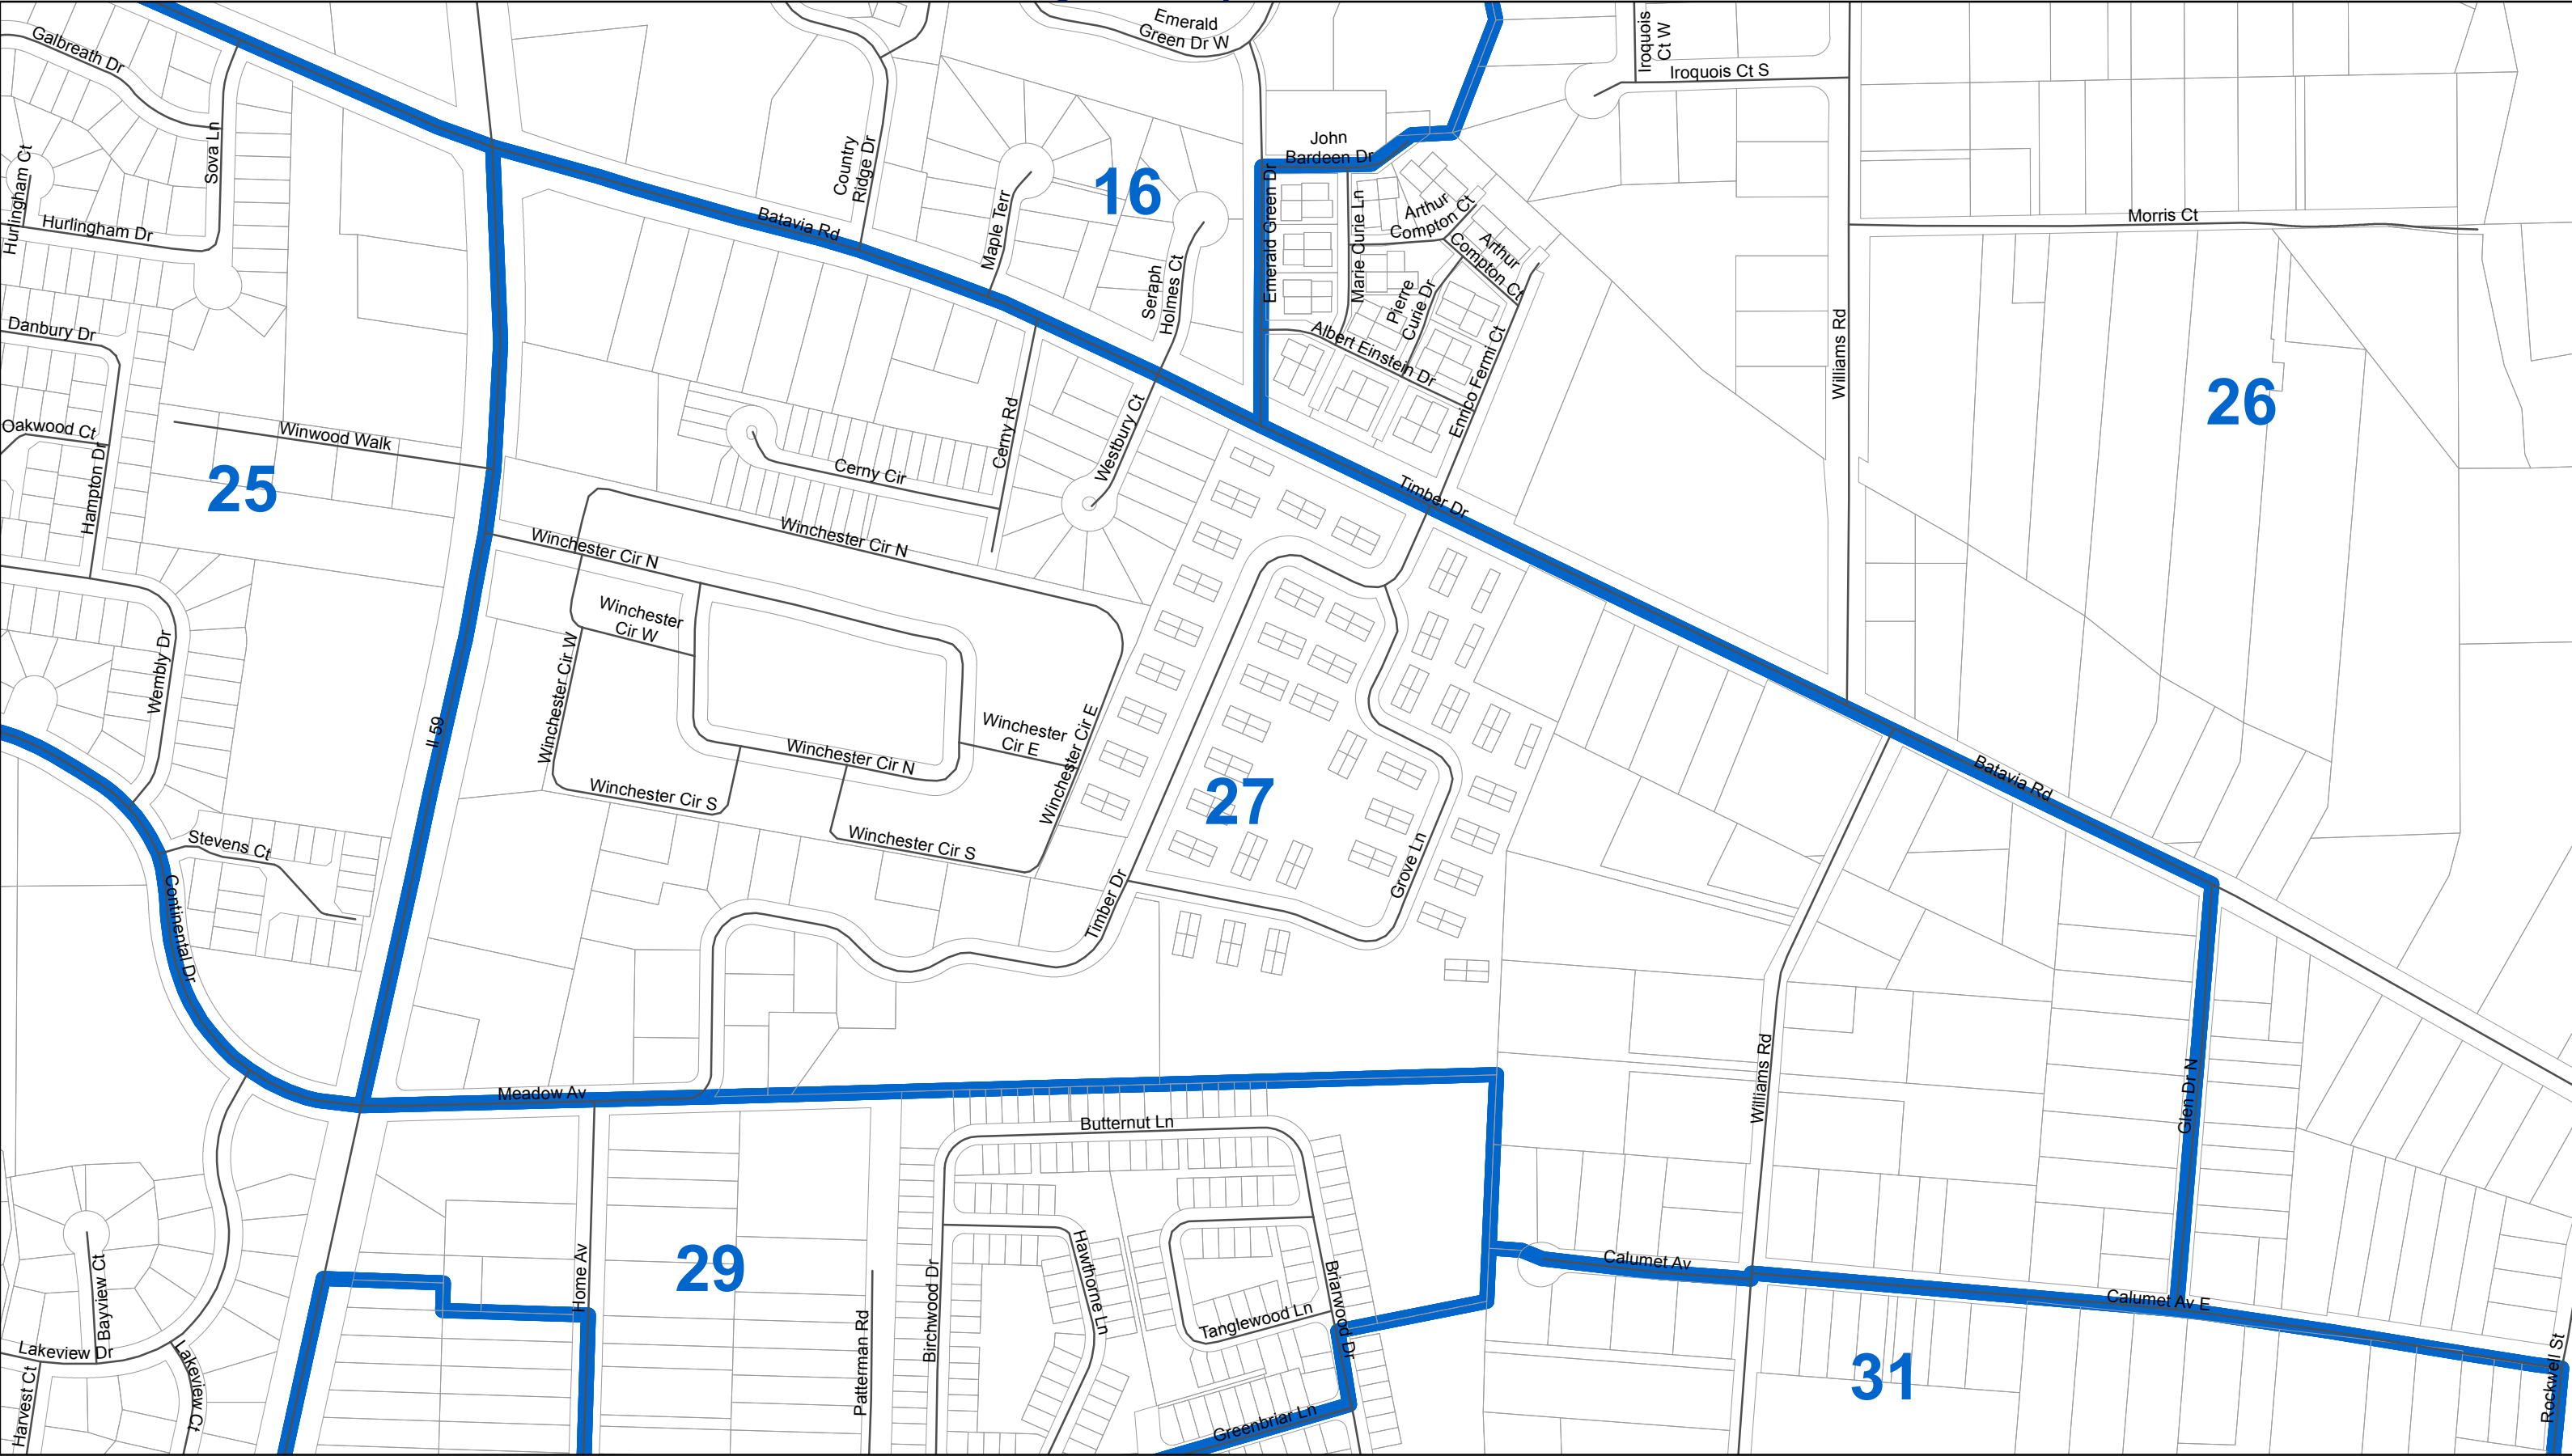 Emerald
Green Dr W
Iroquois
Ct W
Galbreath Dr
Iroquois Ct S
Sova Ln
Hurlingham Ct
Country
Ridge Dr
John
Bardeen Dr
16
Maple Terr
Batavia Rd
Hurlingham Dr
Emerald Green Dr
Marie Curie Ln
Arthur
Compton Ct
Arthur
Compton Ct
Morris Ct
Seraph
Holmes Ct
Pierre
Curie Dr
Danbury Dr
Albert Einstein Dr
Enrico Fermi Ct
Williams Rd
26
Oakwood Ct
Winwood Walk
Hampton Dr
25
Cerny Rd
Westbury Ct
Cerny Cir
Timber Dr
Winchester Cir N
Winchester Cir N
Winchester
Cir W
Wembly Dr
Winchester Cir W
Il 59
Winchester
Cir E
Winchester Cir E
Winchester Cir N
Winchester Cir S
Winchester Cir S
27
Batavia Rd
Stevens Ct
Continental Dr
Timber Dr
Grove Ln
Williams Rd
Glen Dr N
Meadow Av
Butternut Ln
Bayview Ct
Home Av
29
Hawthorne Ln
Birchwood Dr
Patterman Rd
Tanglewood Ln
Briarwood Dr
Calumet Av
Calumet Av E
Lakeview Dr
Lakeview Ct
Harvest Ct
Greenbriar Ln
31
Rockwell St